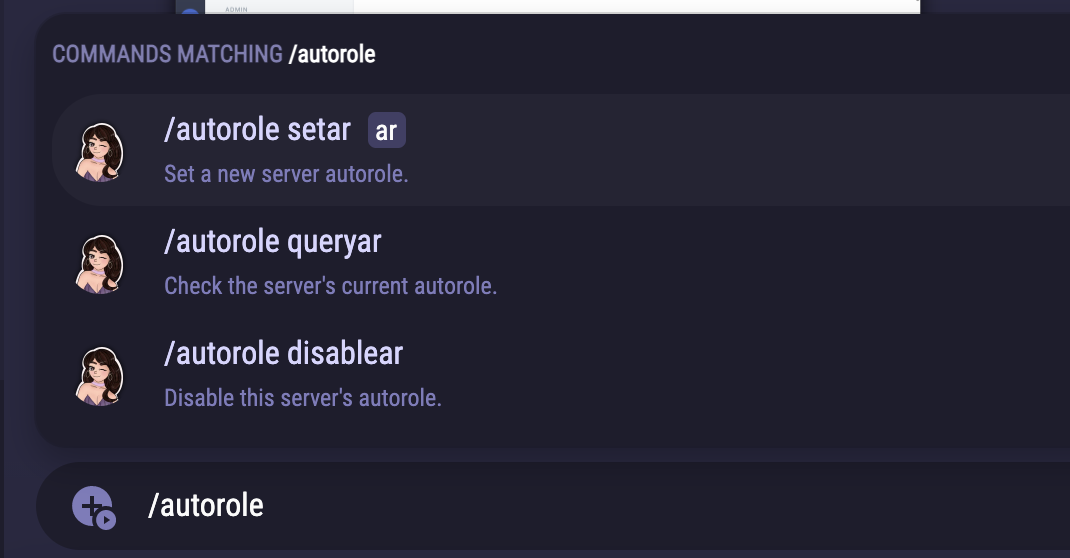 ADMIN
COMMANDS MATCHING /autorole
/autorole setar ar
Set a new server autorole.
/autorole queryar
Check the server's current autorole.
/autorole disablear
Disable this server's autorole.
/autorole